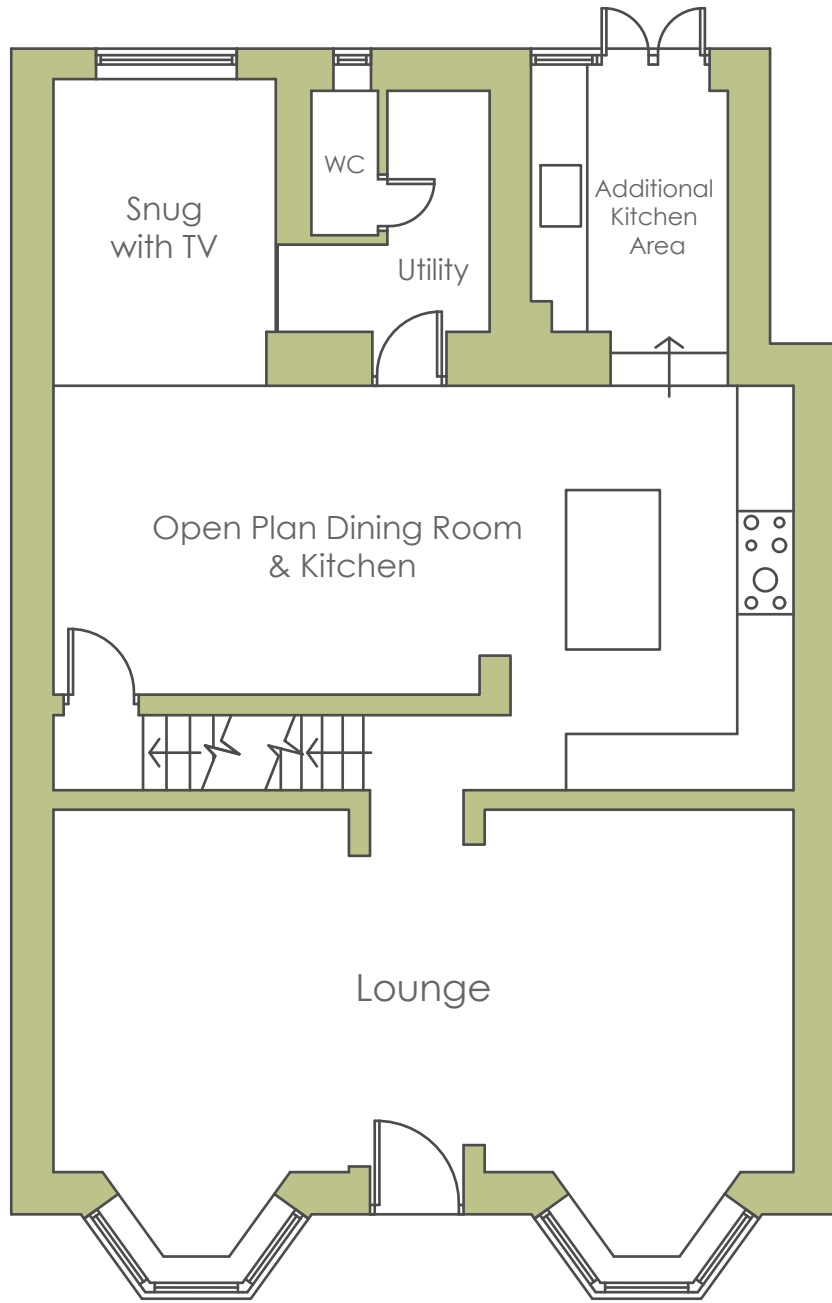 Snug
with TV
WC
Utility
Additional
Kitchen
Area
Open Plan Dining Room
& Kitchen
Lounge